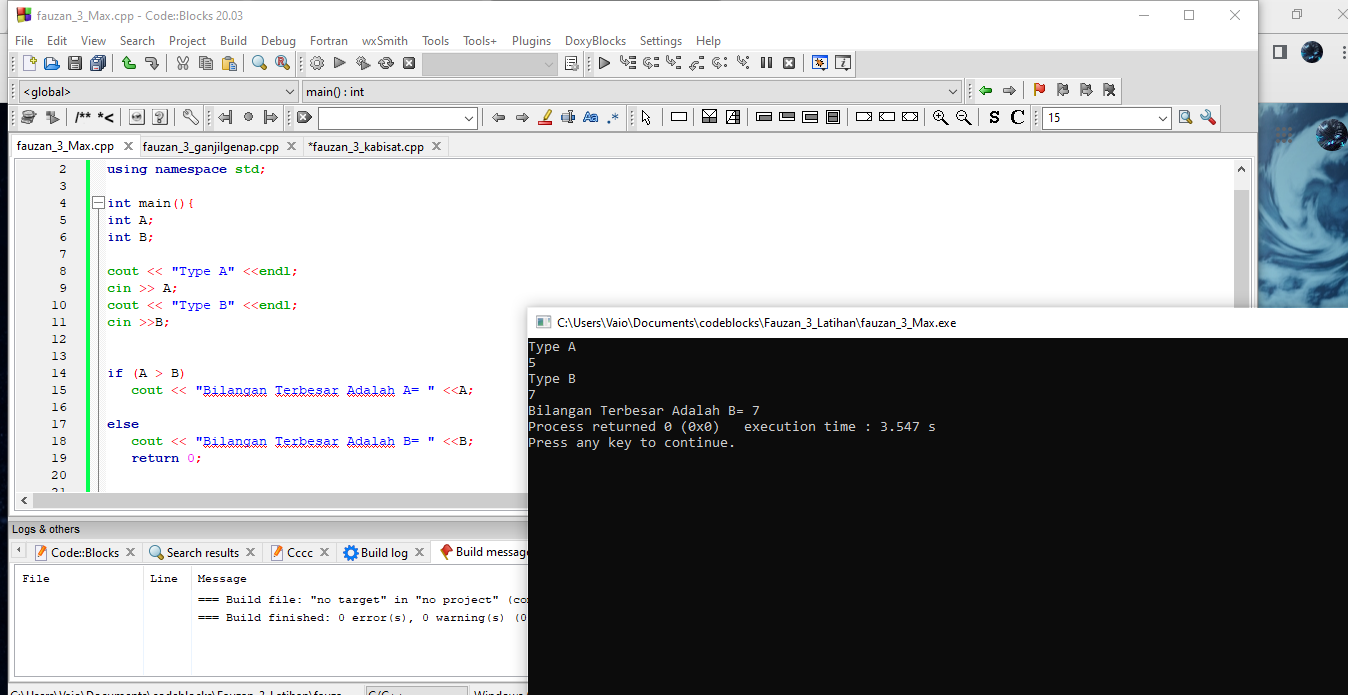 fauzan_3_Max.cpp - Code::Blocks 20.03
File Edit View Search Project Build Debug Fortran wxSmith Tools Tools+ Plugins DoxyBlocks Settings Help
<global> main() : int
/** *< Aa .* S C 15
fauzan_3_Max.cpp fauzan_3_ganjilgenap.cpp *fauzan_3_kabisat.cpp
2 using namespace std;
3
4 int main(){
5 int A;
6 int B;
7
8 cout << "Type A" <<endl;
9 cin >> A;
10 cout << "Type B" <<endl;
11 cin >>B;
12
13
14 if (A > B)
15 cout << "Bilangan Terbesar Adalah A= " <<A;
16
17 else
18 cout << "Bilangan Terbesar Adalah B= " <<B;
19 return 0;
20
21
C:\Users\Vaio\Documents\codeblocks\Fauzan_3_Latihan\fauzan_3_Max.exe
Type A
5
Type B
7
Bilangan Terbesar Adalah B= 7
Process returned 0 (0x0) execution time : 3.547 s
Press any key to continue.
Logs & others
Code::Blocks Search results Cccc Build log Build message
File Line Message
=== Build file: "no target" in "no project" (co
=== Build finished: 0 error(s), 0 warning(s) (0
C:\Users\Vaio\Documents\codeblocks\Fauzan_3_Latihan\fauza... C/C++ Windows